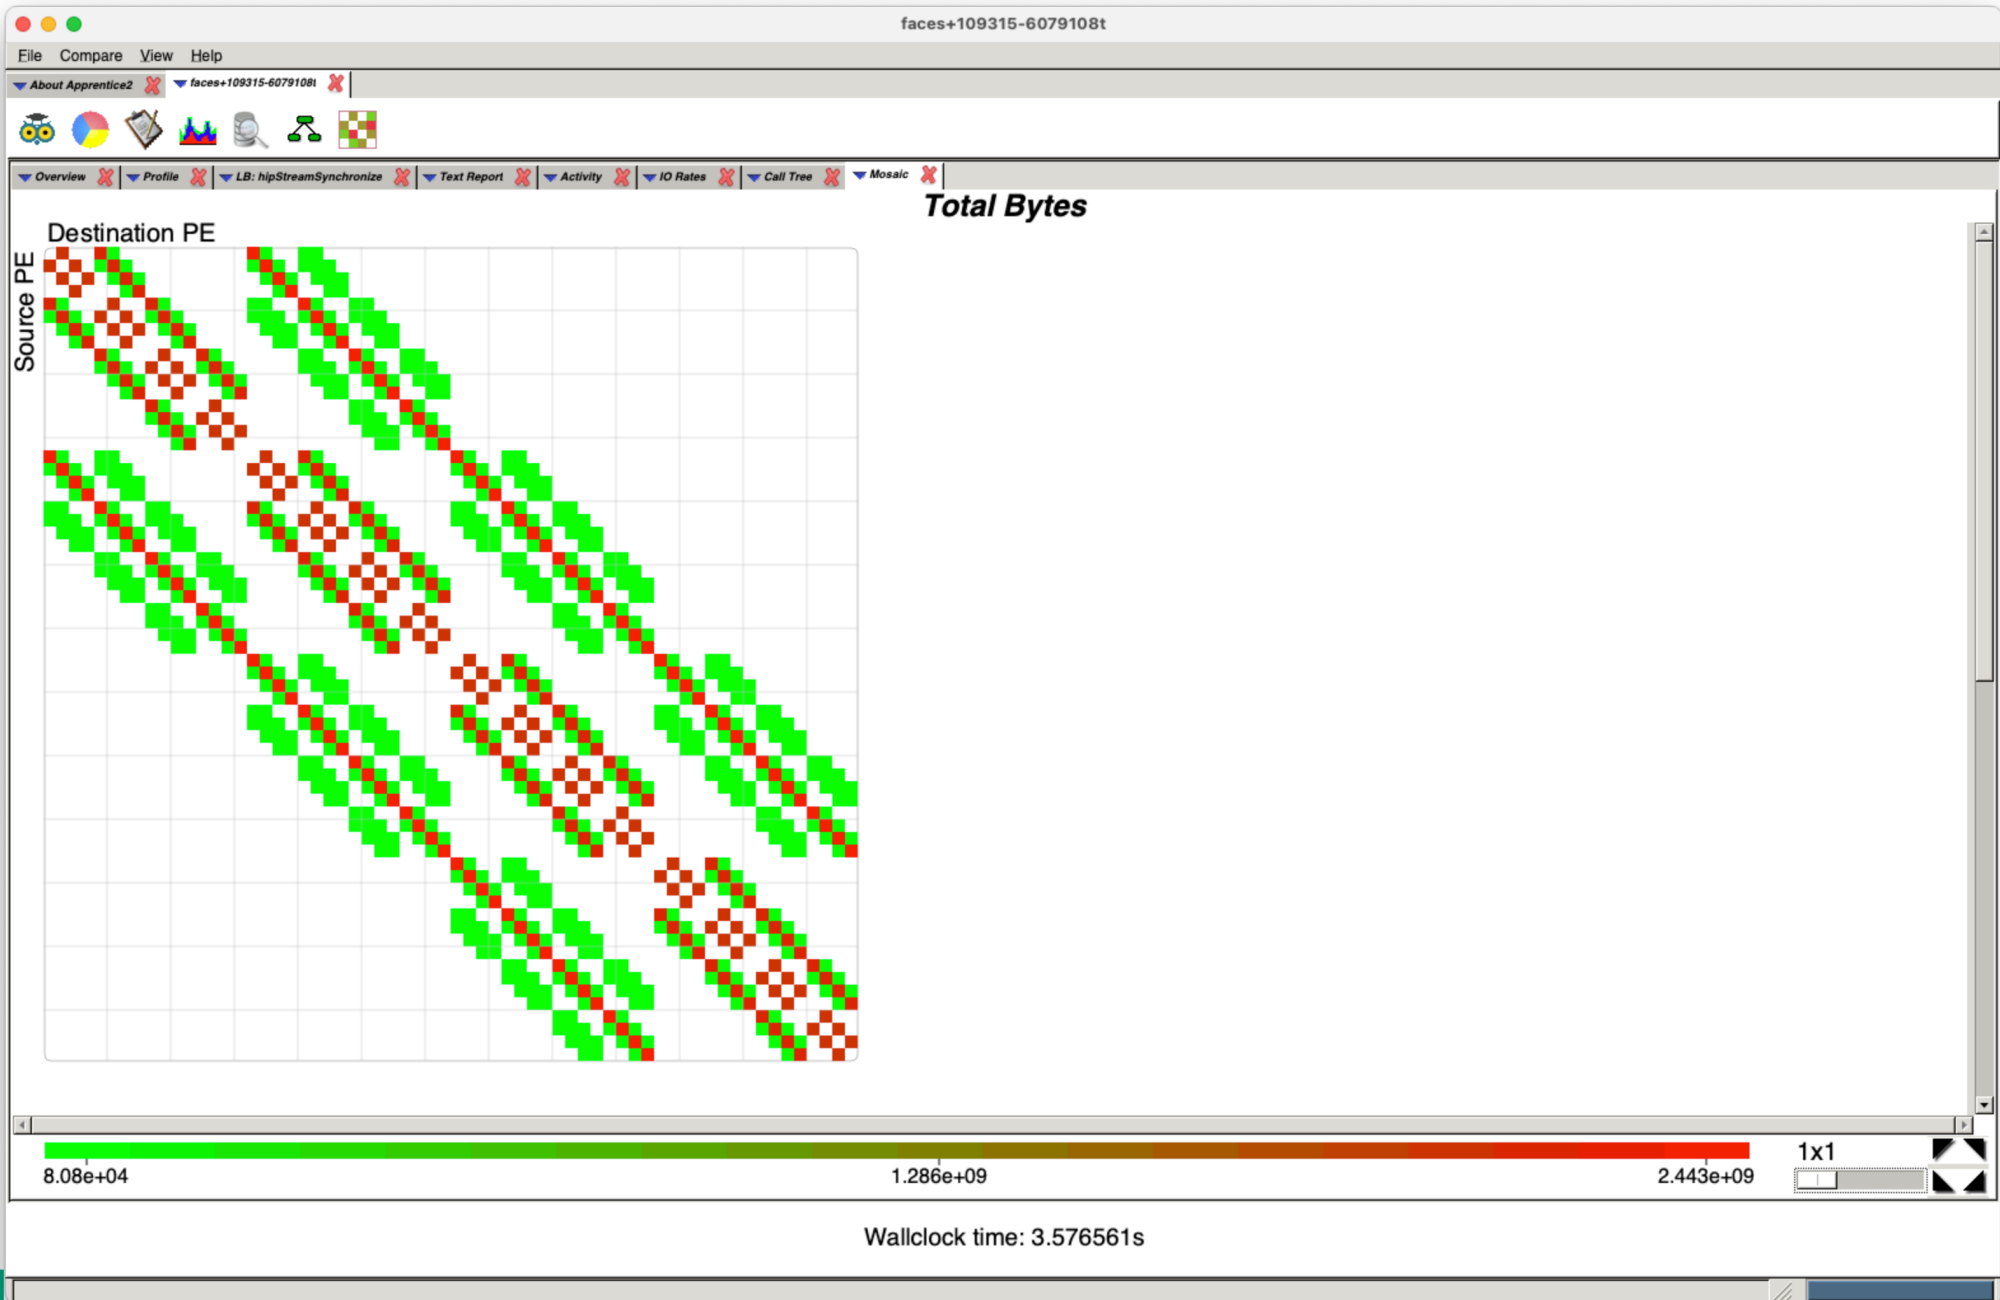 faces+109315-6079108t
File Compare View Help
About Apprentice2 faces+109315-6079108t
Overview Profile LB: hipStreamSynchronize Text Report Activity IO Rates Call Tree Mosaic
Total Bytes
Destination PE
Source PE
1x1
8.08e+04 1.286e+09 2.443e+09
Wallclock time: 3.576561s